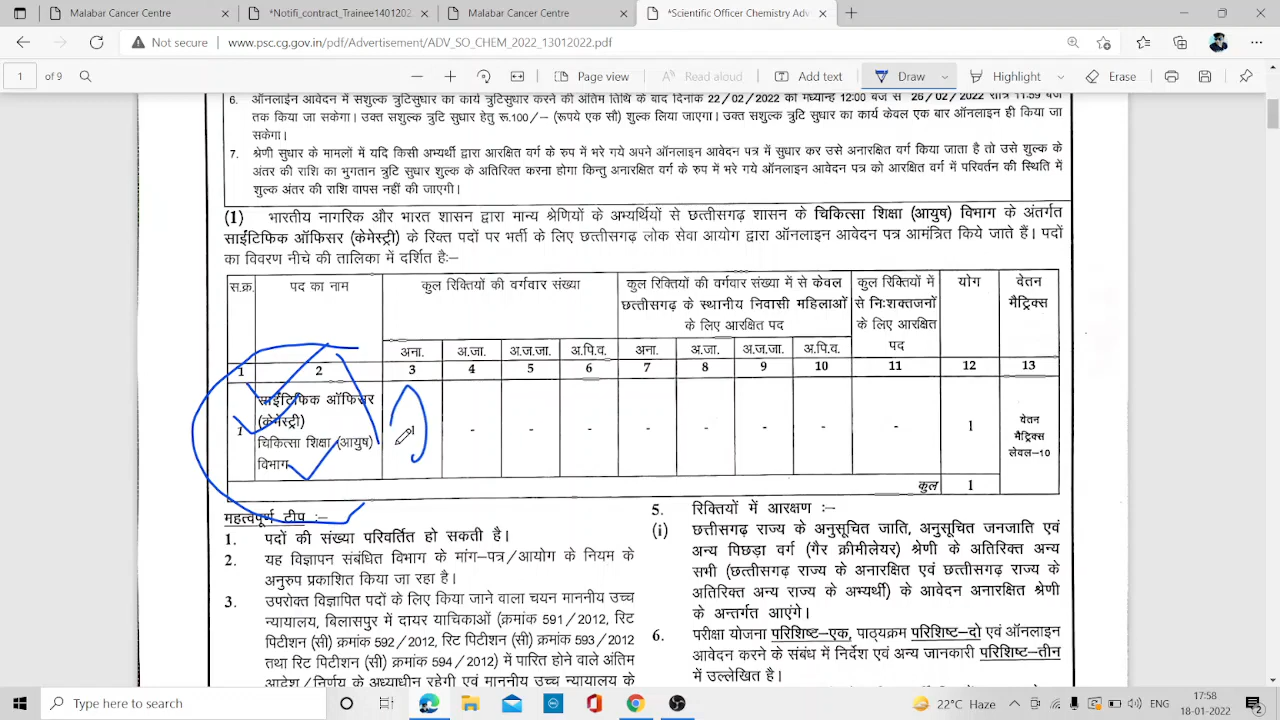 Malabar Cancer Centre
*Notifi_contract_Trainee1401202
Malabar Cancer Centre
*Scientific Officer Chemistry Adv
Not secure
www.psc.cg.gov.in/pdf/Advertisement/ADV_SO_CHEM_2022_13012022.pdf
1 of 9
Page view
Read aloud
Add text
Draw
Highlight
Erase
6. ऑनलाईन आवेदन में सशुल्क त्रुटिसुधार का कार्य त्रुटिसुधार करने की अंतिम तिथि के बाद दिनांक 22/02/2022 को मध्यान्ह 12:00 बजे से 26/02/2022 रात्रि 11:59 बजे
तक किया जा सकेगा। उक्त सशुल्क त्रुटि सुधार हेतु रू.100/– (रूपये एक सौ) शुल्क लिया जाएगा। उक्त सशुल्क त्रुटि सुधार का कार्य केवल एक बार ऑनलाइन ही किया जा
सकेगा।
7. श्रेणी सुधार के मामलों में यदि किसी अभ्यर्थी द्वारा आरक्षित वर्ग के रुप में भरे गये अपने ऑनलाइन आवेदन पत्र में सुधार कर उसे अनारक्षित वर्ग किया जाता है तो उसे शुल्क के
अंतर की राशि का भुगतान त्रुटि सुधार शुल्क के अतिरिक्त करना होगा किन्तु अनारक्षित वर्ग के रुप में भरे गये ऑनलाईन आवेदन पत्र को आरक्षित वर्ग में परिवर्तन की स्थिति में
शुल्क अंतर की राशि वापस नहीं की जाएगी।
(1) भारतीय नागरिक और भारत शासन द्वारा मान्य श्रेणियों के अभ्यर्थियों से छत्तीसगढ़ शासन के चिकित्सा शिक्षा (आयुष) विभाग के अंतर्गत
साईंटिफिक ऑफिसर (केमेस्ट्री) के रिक्त पदों पर भर्ती के लिए छत्तीसगढ़ लोक सेवा आयोग द्वारा ऑनलाइन आवेदन पत्र आमंत्रित किये जाते हैं। पदों
का विवरण नीचे की तालिका में दर्शित है:–
स.क्र. पद का नाम कुल रिक्तियों की वर्गवार संख्या कुल रिक्तियों की वर्गवार संख्या में से केवल कुल रिक्तियों में योग वेतन
छत्तीसगढ़ के स्थानीय निवासी महिलाओं से निःशक्तजनों मैट्रिक्स
के लिए आरक्षित पद के लिए आरक्षित
पद
अना. अ.जा. अ.ज.जा. अ.पि.व. अना. अ.जा. अ.ज.जा. अ.पि.व.
1 2 3 4 5 6 7 8 9 10 11 12 13
साईंटिफिक ऑफिसर
(केमेस्ट्री) वेतन
1 1 - - - - - - - - 1 मैट्रिक्स
चिकित्सा शिक्षा (आयुष) लेवल–10
विभाग
कुल 1
महत्वपूर्ण टीप :–
1. पदों की संख्या परिवर्तित हो सकती है।
2. यह विज्ञापन संबंधित विभाग के मांग–पत्र/आयोग के नियम के
अनुरुप प्रकाशित किया जा रहा है।
3. उपरोक्त विज्ञापित पदों के लिए किया जाने वाला चयन माननीय उच्च
न्यायालय, बिलासपुर में दायर याचिकाओं (क्रमांक 591/2012, रिट
पिटीशन (सी) क्रमांक 592/2012, रिट पिटीशन (सी) क्रमांक 593/2012
तथा रिट पिटीशन (सी) क्रमांक 594/2012) में पारित होने वाले अंतिम
आदेश/निर्णय के अध्याधीन रहेगी एवं माननीय उच्च न्यायालय के
5. रिक्तियों में आरक्षण :–
(i) छत्तीसगढ़ राज्य के अनुसूचित जाति, अनुसूचित जनजाति एवं
अन्य पिछड़ा वर्ग (गैर क्रीमीलेयर) श्रेणी के अतिरिक्त अन्य
सभी (छत्तीसगढ़ राज्य के अनारक्षित एवं छत्तीसगढ़ राज्य के
अतिरिक्त अन्य राज्य के अभ्यर्थी) के आवेदन अनारक्षित श्रेणी
के अन्तर्गत आएंगे।
6. परीक्षा योजना परिशिष्ट–एक, पाठ्यक्रम परिशिष्ट–दो एवं ऑनलाइन
आवेदन करने के संबंध में निर्देश एवं अन्य जानकारी परिशिष्ट–तीन
में उल्लेखित है।
Type here to search
22°C Haze
ENG
17:58
18-01-2022
2